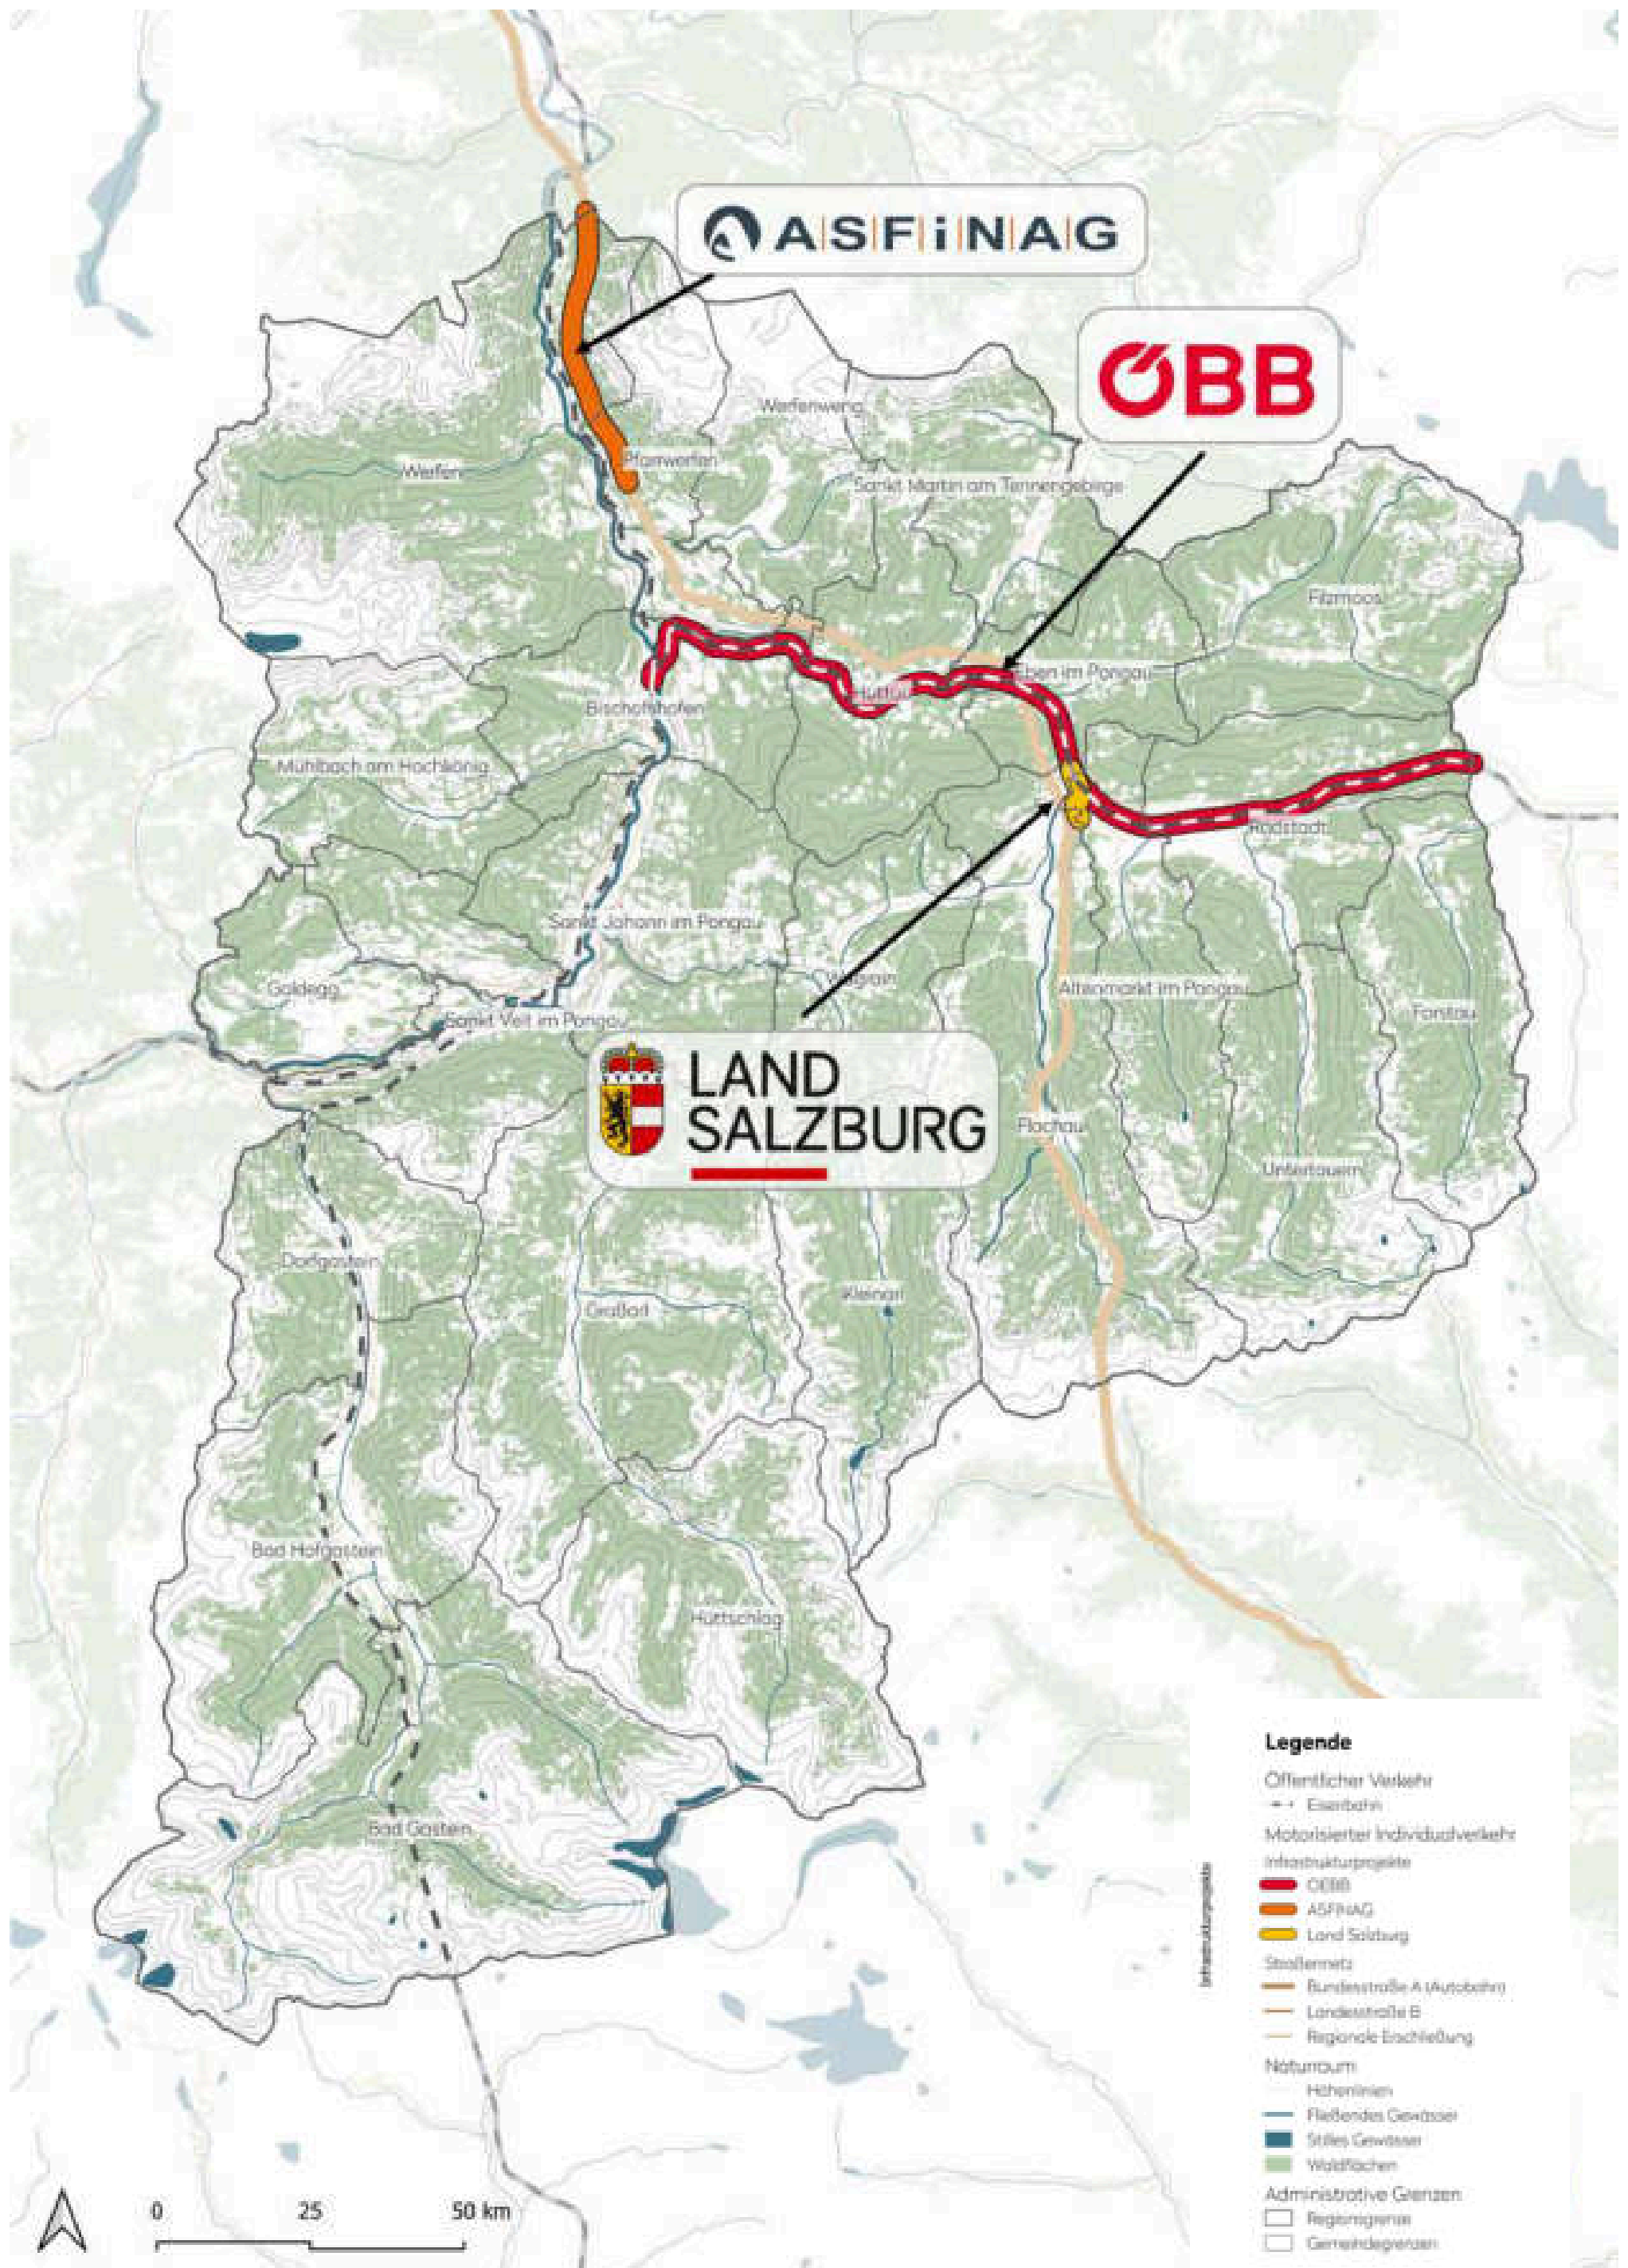 A|S|F|i|N|A|G
ÖBB
Werfenweng
Pfarrwerfen
Werfen
Sankt Martin am Tennengebirge
Filzmoos
Eben im Pongau
Hüttau
Bischofshofen
Mühlbach am Hochkönig
Radstadt
Sankt Johann im Pongau
Wagrain
Goldegg
Altenmarkt im Pongau
Sankt Veit im Pongau
Forstau
LAND
SALZBURG
Flachau
Untertauern
Dorfgastein
Kleinarl
Großarl
Bad Hofgastein
Hüttschlag
Bad Gastein
Legende
Öffentlicher Verkehr
Eisenbahn
Motorisierter Individualverkehr
Infrastrukturprojekte
OEBB
ASFINAG
Land Salzburg
Infrastrukturprojekte
Straßennetz
Bundesstraße A (Autobahn)
Landesstraße B
Regionale Erschließung
Naturraum
Höhenlinien
Fließendes Gewässer
Stilles Gewässer
Waldflächen
Administrative Grenzen
Regionsgrenze
Gemeindegrenzen
0 25 50 km